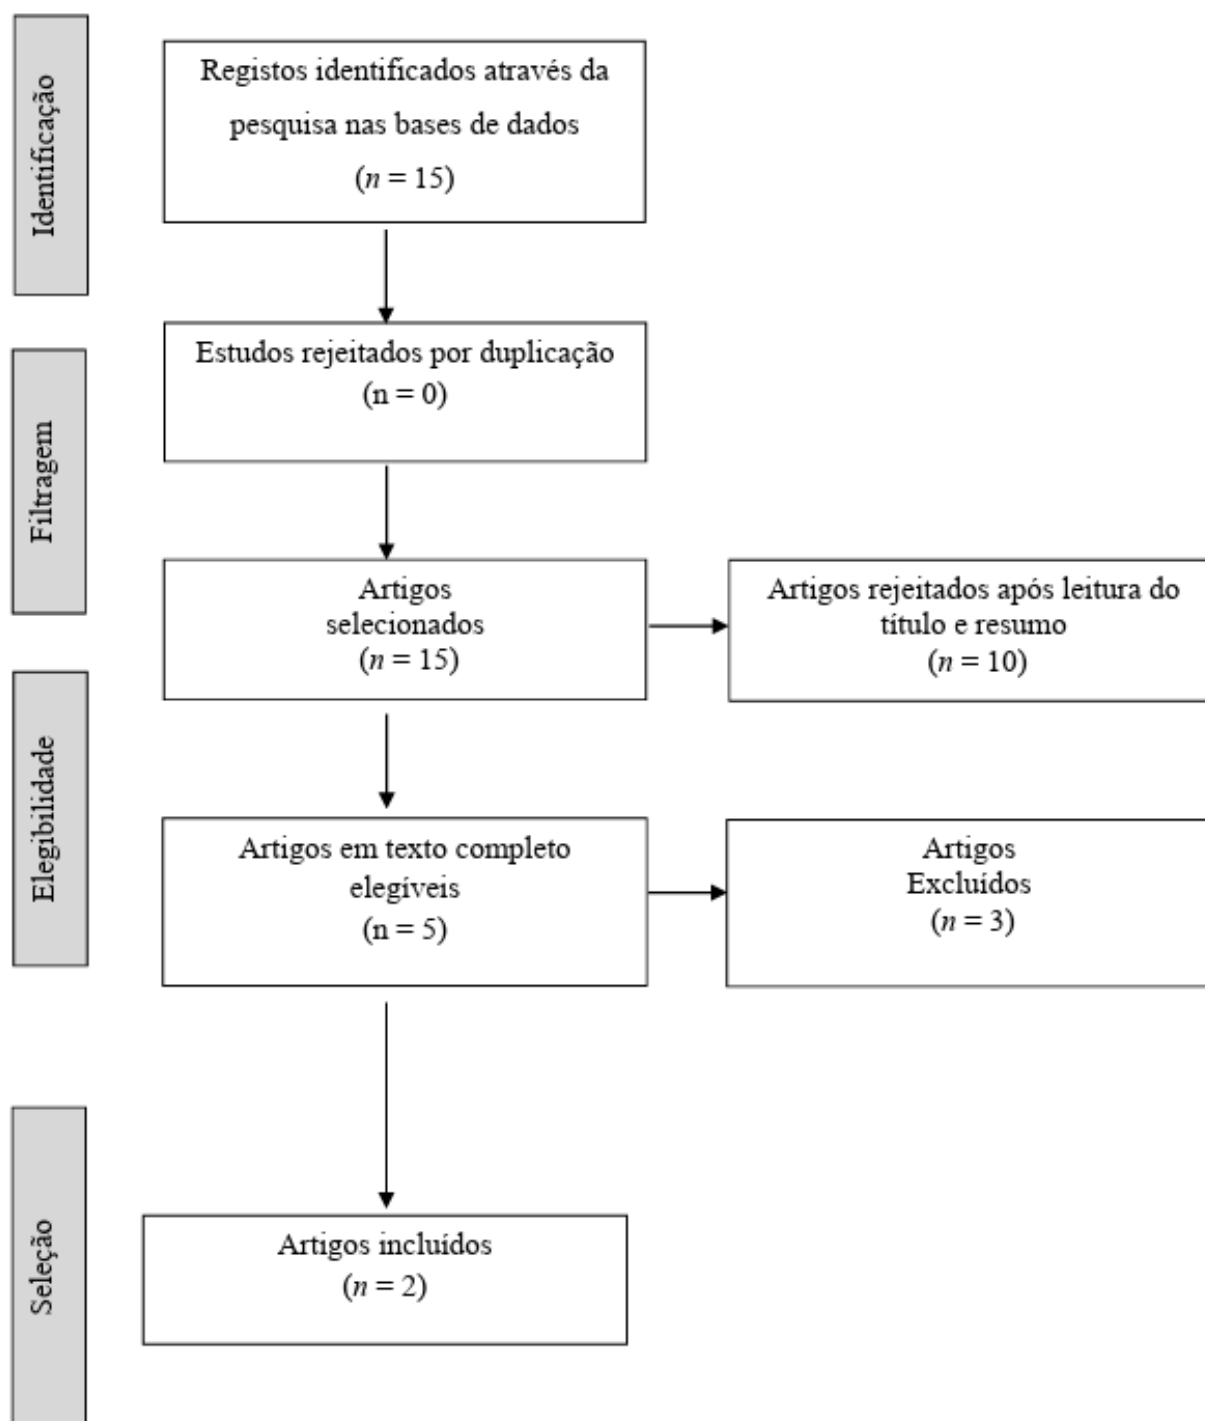 Identificação
Registos identificados através da
pesquisa nas bases de dados
(n = 15)
Filtragem
Estudos rejeitados por duplicação
(n = 0)
Artigos
selecionados
(n = 15)
Artigos rejeitados após leitura do
título e resumo
(n = 10)
Elegibilidade
Artigos em texto completo
elegíveis
(n = 5)
Artigos
Excluídos
(n = 3)
Seleção
Artigos incluídos
(n = 2)